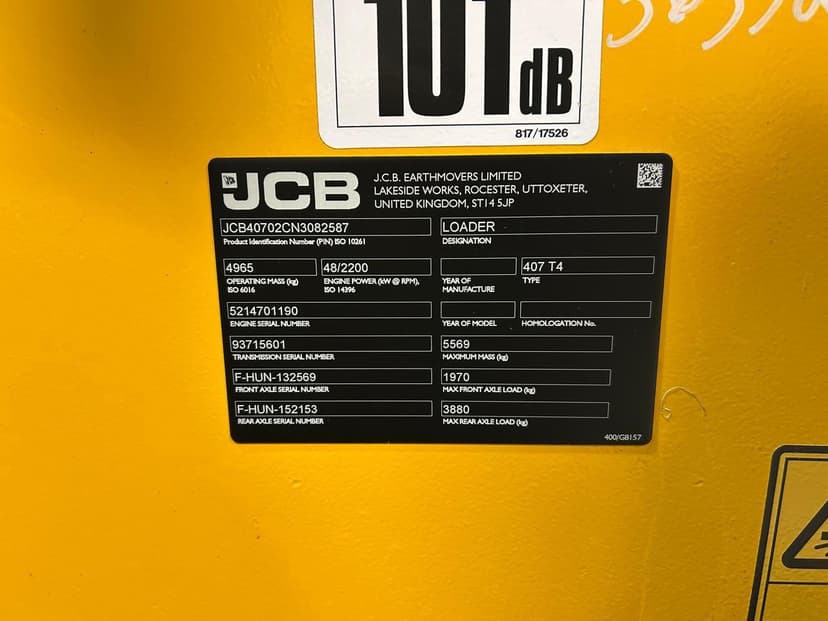 101dB
817/17526
JCB
J.C.B. EARTHMOVERS LIMITED
LAKESIDE WORKS, ROCESTER, UTTOXETER,
UNITED KINGDOM, ST14 5JP
JCB40702CN3082587
Product Identification Number (PIN) ISO 10261
LOADER
DESIGNATION
4965
OPERATING MASS (kg)
ISO 6016
48/2200
ENGINE POWER (kW @ RPM),
ISO 14396
YEAR OF
MANUFACTURE
407 T4
TYPE
5214701190
ENGINE SERIAL NUMBER
YEAR OF MODEL
HOMOLOGATION No.
93715601
TRANSMISSION SERIAL NUMBER
5569
MAXIMUM MASS (kg)
F-HUN-132569
FRONT AXLE SERIAL NUMBER
1970
MAX FRONT AXLE LOAD (kg)
F-HUN-152153
REAR AXLE SERIAL NUMBER
3880
MAX REAR AXLE LOAD (kg)
400/GB157